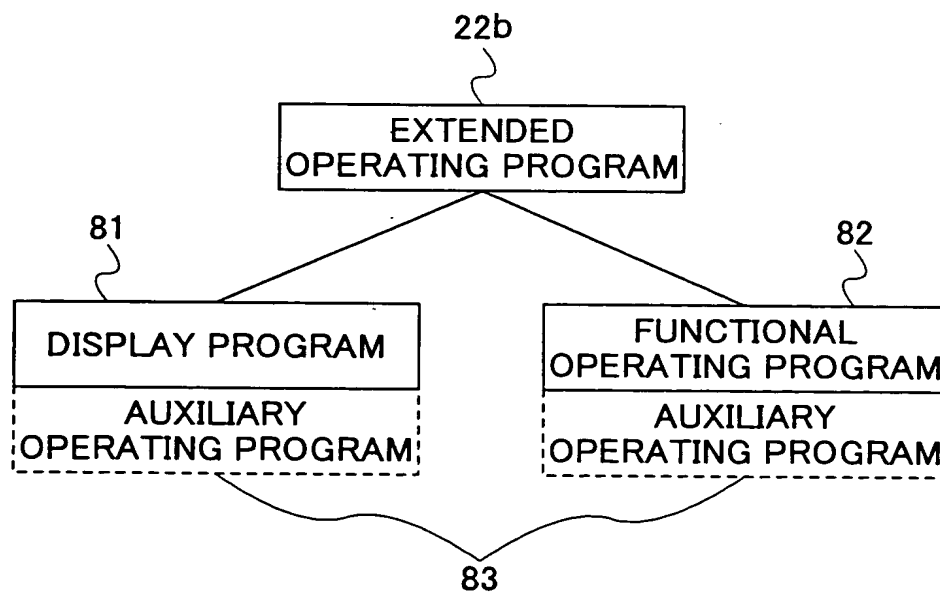 22b
EXTENDED
OPERATING PROGRAM
81
82
DISPLAY PROGRAM
FUNCTIONAL
OPERATING PROGRAM
AUXILIARY
OPERATING PROGRAM
AUXILIARY
OPERATING PROGRAM
83